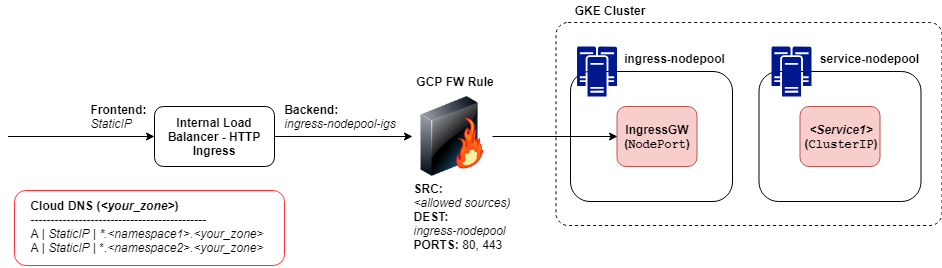 GKE Cluster
ingress-nodepool
service-nodepool
GCP FW Rule
Frontend:
StaticIP
Internal Load
Balancer - HTTP
Ingress
Backend:
ingress-nodepool-igs
IngressGW
(NodePort)
<Service1>
(ClusterIP)
SRC:
<allowed sources)
DEST:
ingress-nodepool
PORTS: 80, 443
Cloud DNS (<your_zone>)
-------------------------------------------
A | StaticIP | *.<namespace1>.<your_zone>
A | StaticIP | *.<namespace2>.<your_zone>